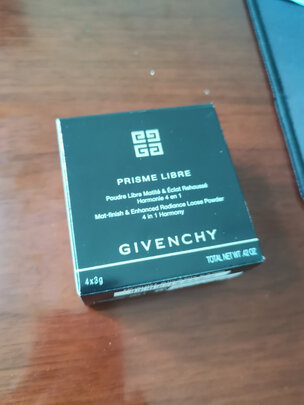 PRISME LIBRE
Poudre Libre Matité & Éclat Rehaussé
Harmonie 4 en 1
Mat-finish & Enhanced Radiance Loose Powder
4 in 1 Harmony
GIVENCHY
4x3g
TOTAL NET WT .42 OZ